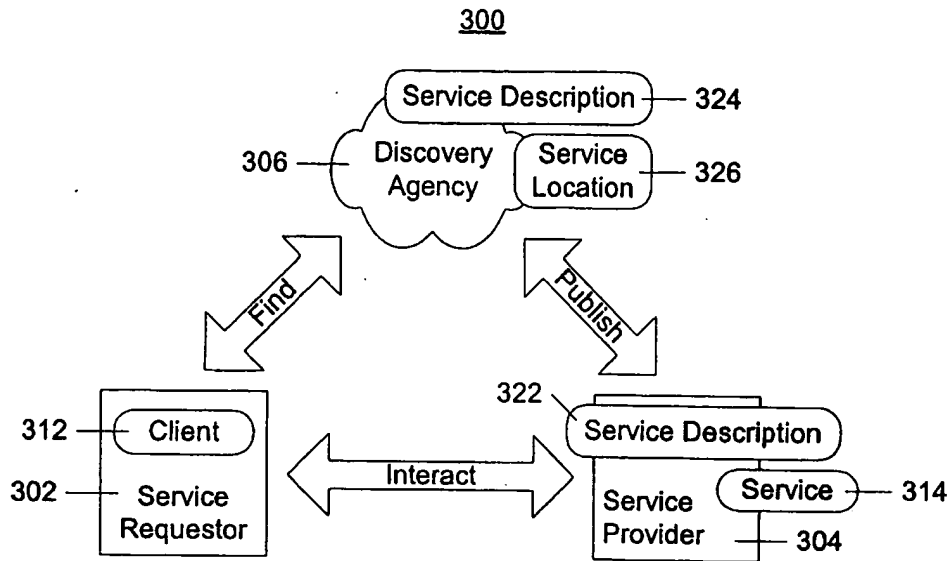 300
Service Description
324
306
Discovery
Agency
Service
Location
326
Find
Publish
322
312
Client
Service Description
Interact
302
Service
Requestor
Service
314
Service
Provider
304